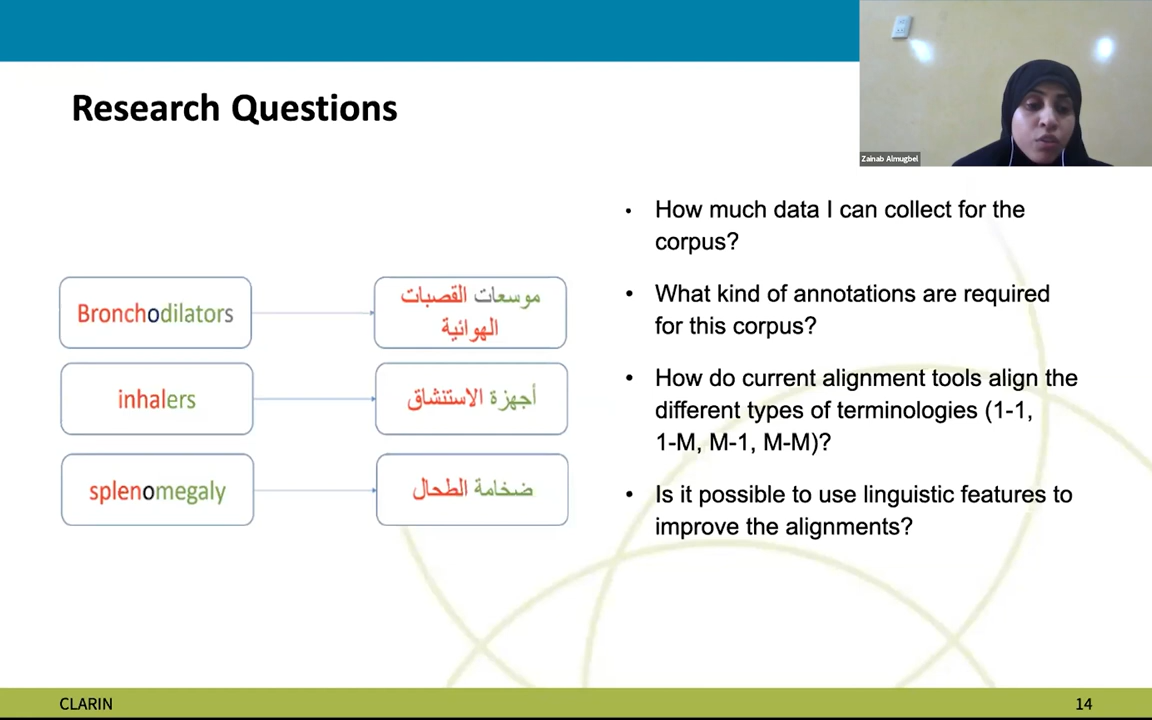 Research Questions
Zainab Almugbel
Bronchodilators
موسعات القصبات
الهوائية
inhalers
أجهزة الاستنشاق
splenomegaly
ضخامة الطحال
• How much data I can collect for the
corpus?
• What kind of annotations are required
for this corpus?
• How do current alignment tools align the
different types of terminologies (1-1,
1-M, M-1, M-M)?
• Is it possible to use linguistic features to
improve the alignments?
CLARIN
14